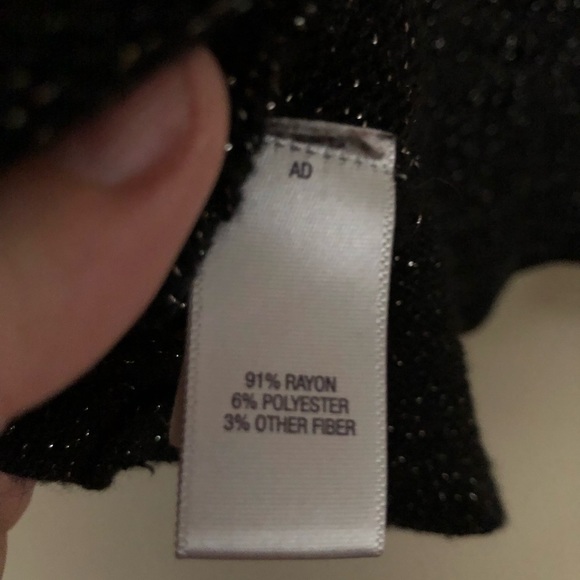 AD
91% RAYON
6% POLYESTER
3% OTHER FIBER